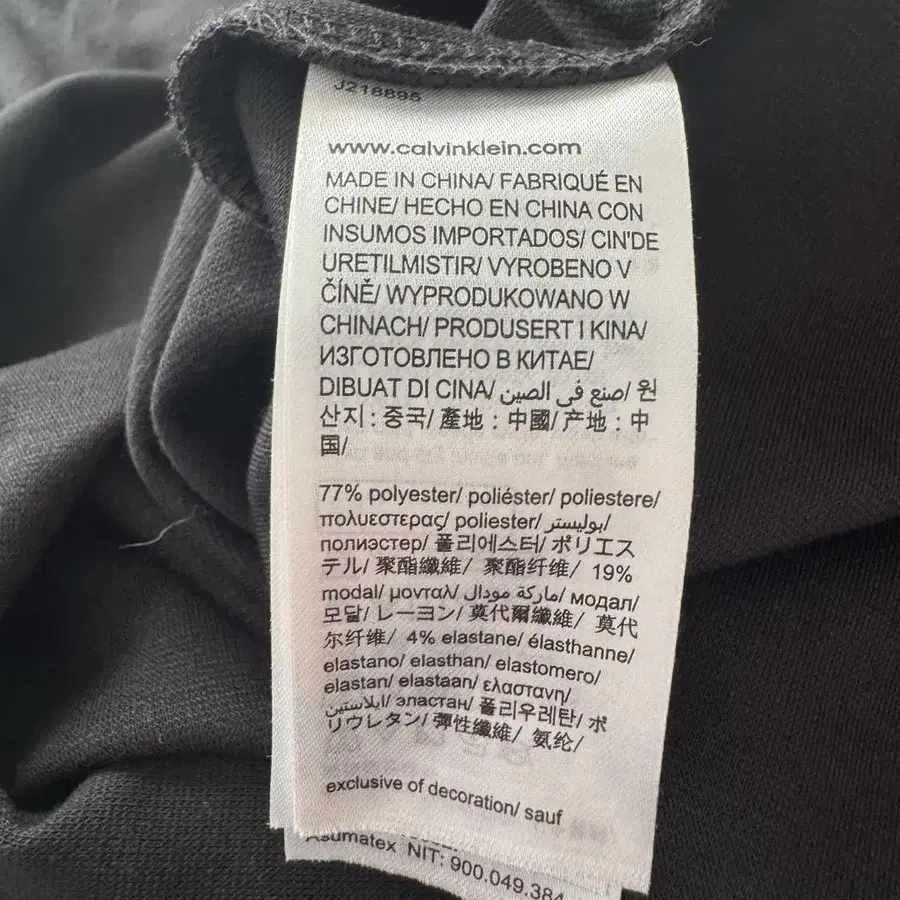 J218895
www.calvinklein.com
MADE IN CHINA/ FABRIQUÉ EN
CHINE/ HECHO EN CHINA CON
INSUMOS IMPORTADOS/ CIN'DE
URETILMISTIR/ VYROBENO V
ČÍNĚ/ WYPRODUKOWANO W
CHINACH/ PRODUSERT I KINA/
ИЗГОТОВЛЕНО В КИТАЕ/
DIBUAT DI CINA/ صنع في الصين/ 원
산지 : 중국/ 產地 : 中國/ 产地 : 中
国/
77% polyester/ poliéster/ poliestere/
πολυεστερας/ poliester/ بوليستر/
полиэстер/ 폴리에스터/ ポリエス
テル/ 聚酯纖維/ 聚酯纤维/ 19%
modal/ μονταλ/ ماركة مودال/ модал/
모달/ レーヨン/ 莫代爾纖維/ 莫代
尔纤维/ 4% elastane/ élasthanne/
elastano/ elasthan/ elastomero/
elastan/ elastaan/ ελαστανη/
ايلاستين/ эластан/ 폴리우레탄/ ポ
リウレタン/ 彈性纖維/ 氨纶/
exclusive of decoration/ sauf
Asumatex NIT: 900.049.384